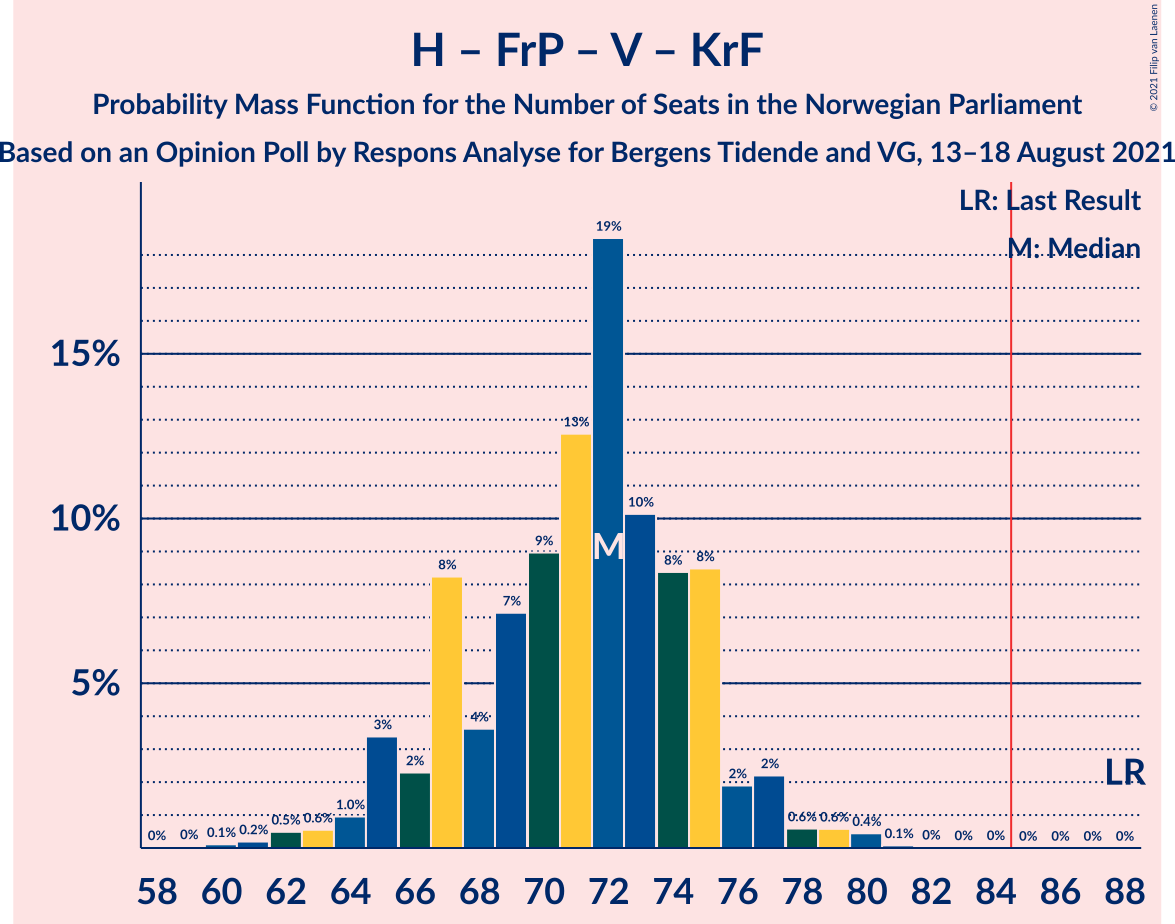 H – FrP – V – KrF
Probability Mass Function for the Number of Seats in the Norwegian Parliament
Based on an Opinion Poll by Respons Analyse for Bergens Tidende and VG, 13–18 August 2021
© 2021 Filip van Laenen
LR: Last Result
M: Median
15%
10%
5%
0% 0% 0.1% 0.2% 0.5% 0.6% 1.0% 3% 2% 8% 4% 7% 9% 13% 19% 10% 8% 8% 2% 2% 0.6% 0.6% 0.4% 0.1% 0% 0% 0% 0% 0% 0% 0%
M
LR
58 60 62 64 66 68 70 72 74 76 78 80 82 84 86 88